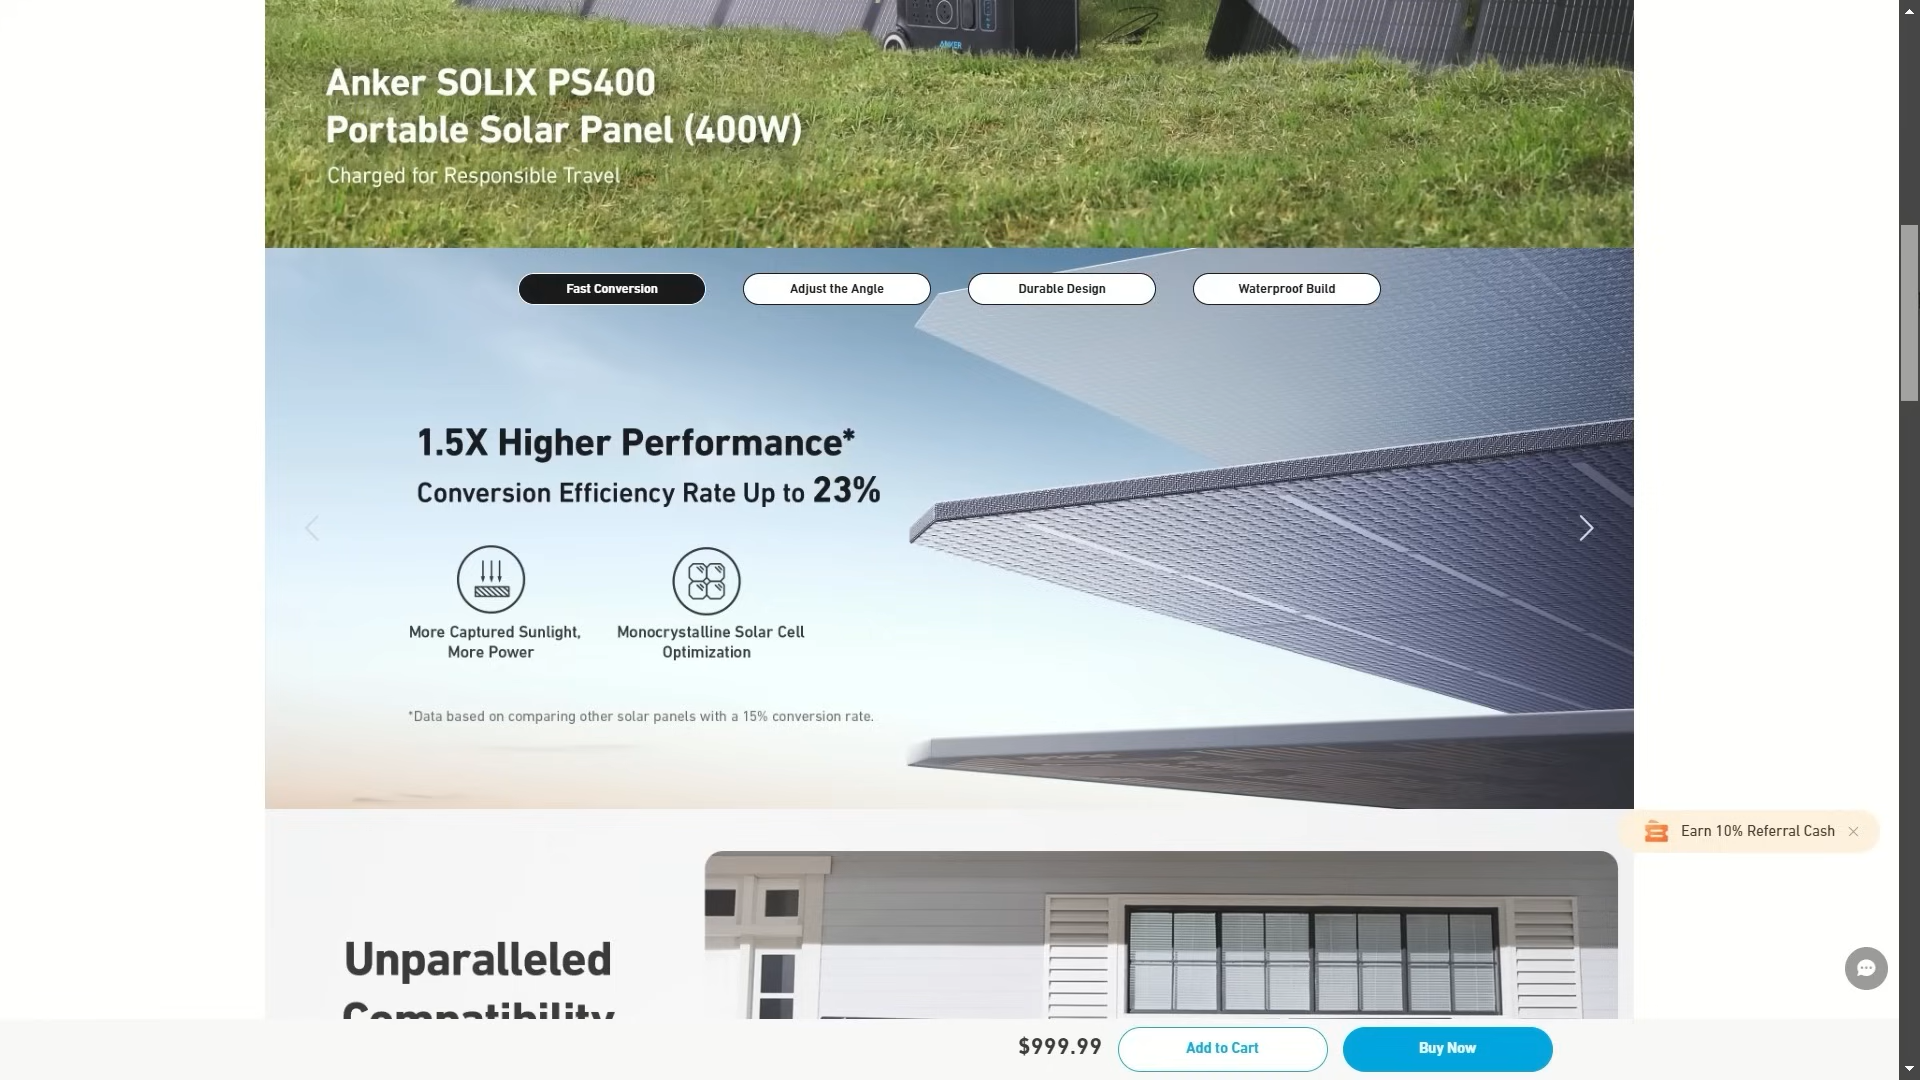 ANKER
Anker SOLIX PS400
Portable Solar Panel (400W)
Charged for Responsible Travel
Fast Conversion
Adjust the Angle
Durable Design
Waterproof Build
1.5X Higher Performance*
Conversion Efficiency Rate Up to 23%
More Captured Sunlight,
More Power
Monocrystalline Solar Cell
Optimization
*Data based on comparing other solar panels with a 15% conversion rate.
Earn 10% Referral Cash
Unparalleled
Compatibility
$999.99
Add to Cart
Buy Now